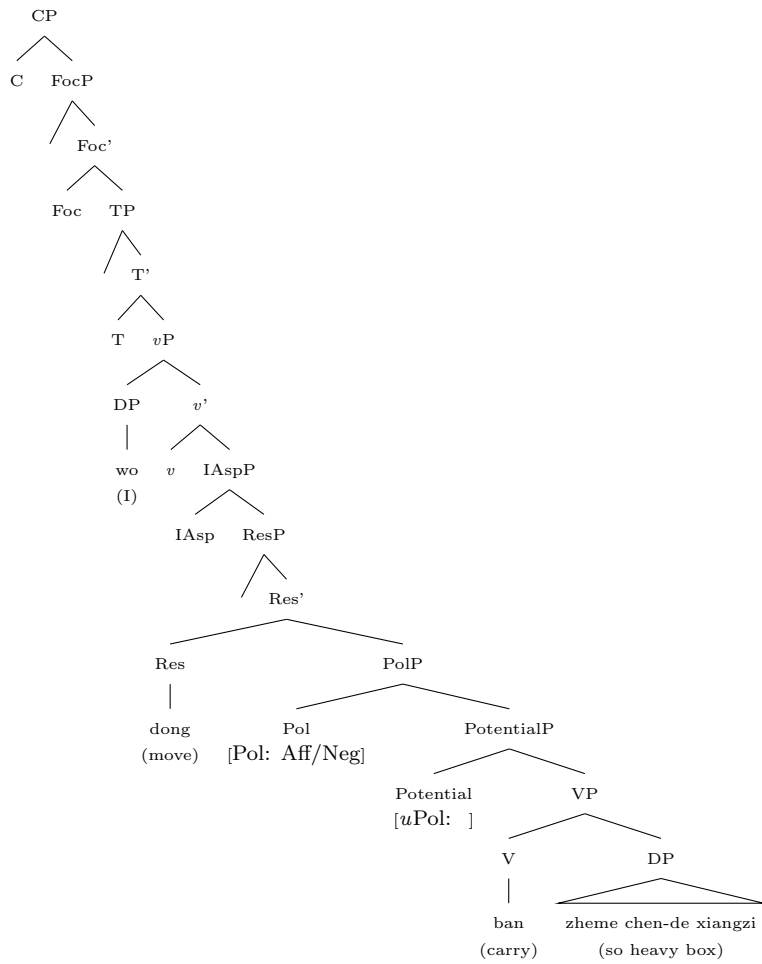 CP
C FocP
Foc'
Foc TP
T'
T vP
DP v'
wo v IAspP
(I)
IAsp ResP
Res'
Res PolP
dong Pol PotentialP
(move) [Pol: Aff/Neg]
Potential VP
[uPol: ]
V DP
ban zheme chen-de xiangzi
(carry) (so heavy box)